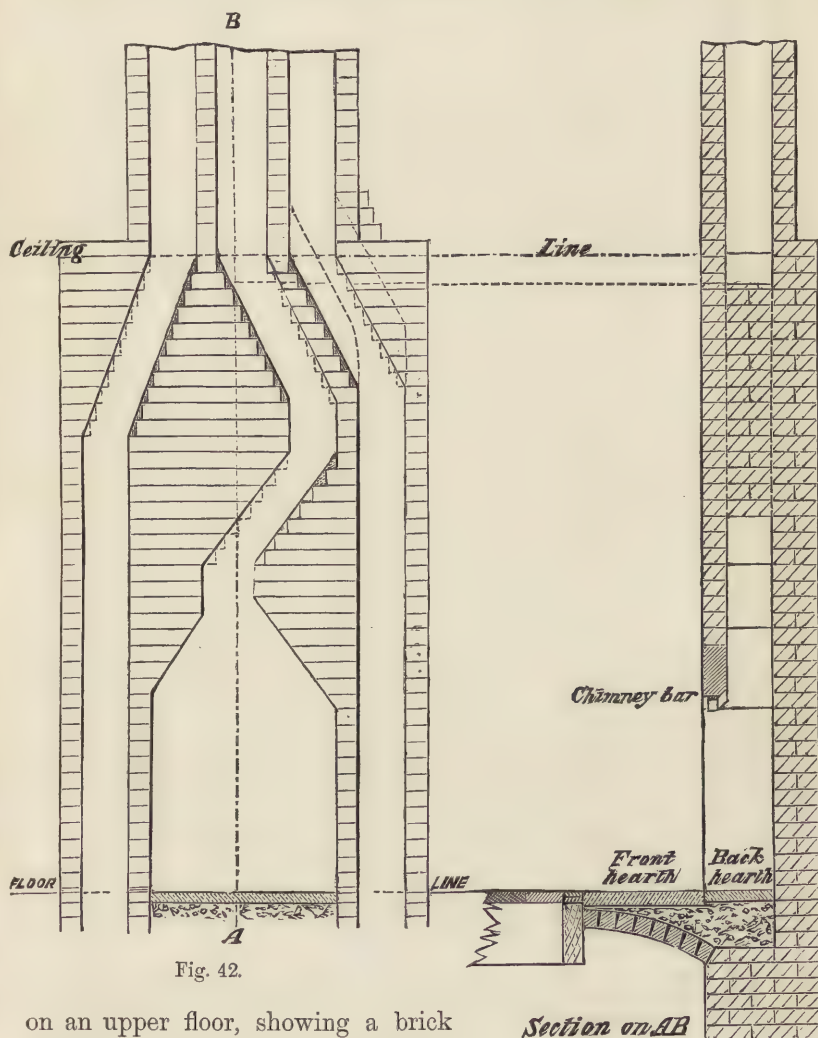 B
Ceiling Line
Chimney bar
Front hearth
Back hearth
FLOOR LINE
A
Fig. 42.
on an upper floor, showing a brick
Section on AB